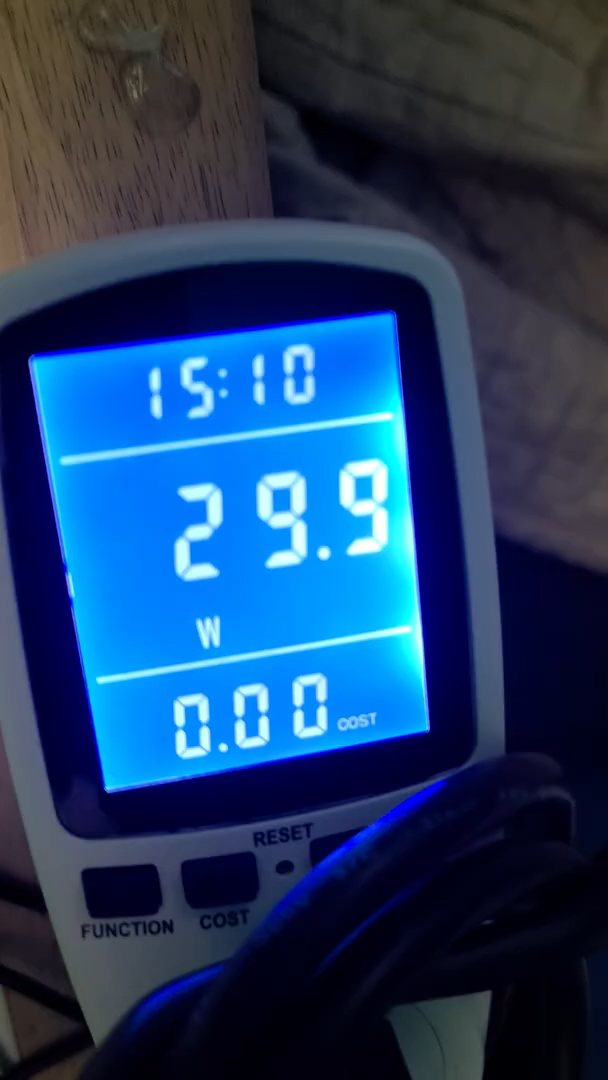 15:10
29.9
W
0.00 COST
RESET
FUNCTION COST